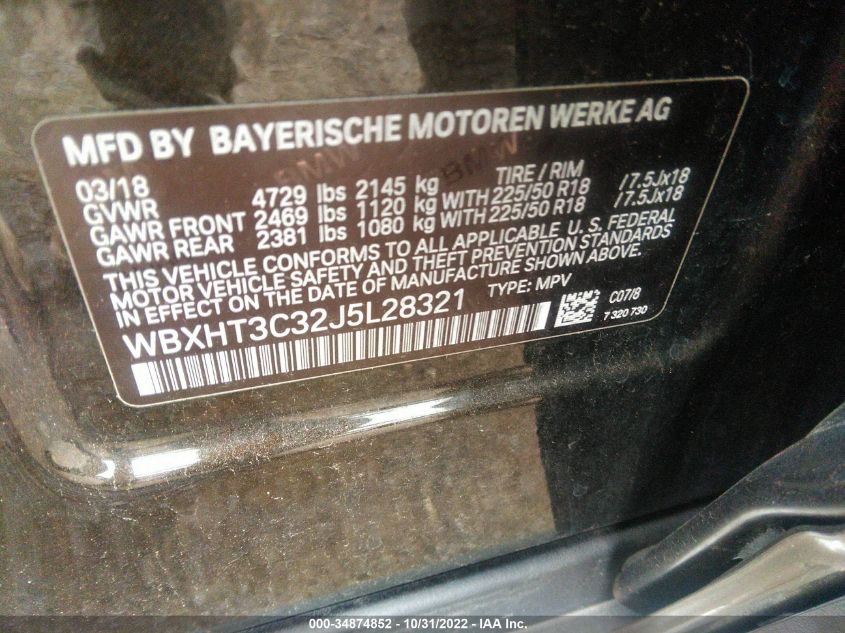 MFD BY BAYERISCHE MOTOREN WERKE AG
03/18 TIRE / RIM
GVWR 4729 lbs 2145 kg
GAWR FRONT 2469 lbs 1120 kg WITH 225/50 R18 / 7.5Jx18
GAWR REAR 2381 lbs 1080 kg WITH 225/50 R18 / 7.5Jx18
THIS VEHICLE CONFORMS TO ALL APPLICABLE U. S. FEDERAL
MOTOR VEHICLE SAFETY AND THEFT PREVENTION STANDARDS
IN EFFECT ON THE DATE OF MANUFACTURE SHOWN ABOVE.
WBXHT3C32J5L28321 TYPE: MPV
C07/8
7 320 730
BMW BMW
000-34874852 - 10/31/2022 - IAA Inc.